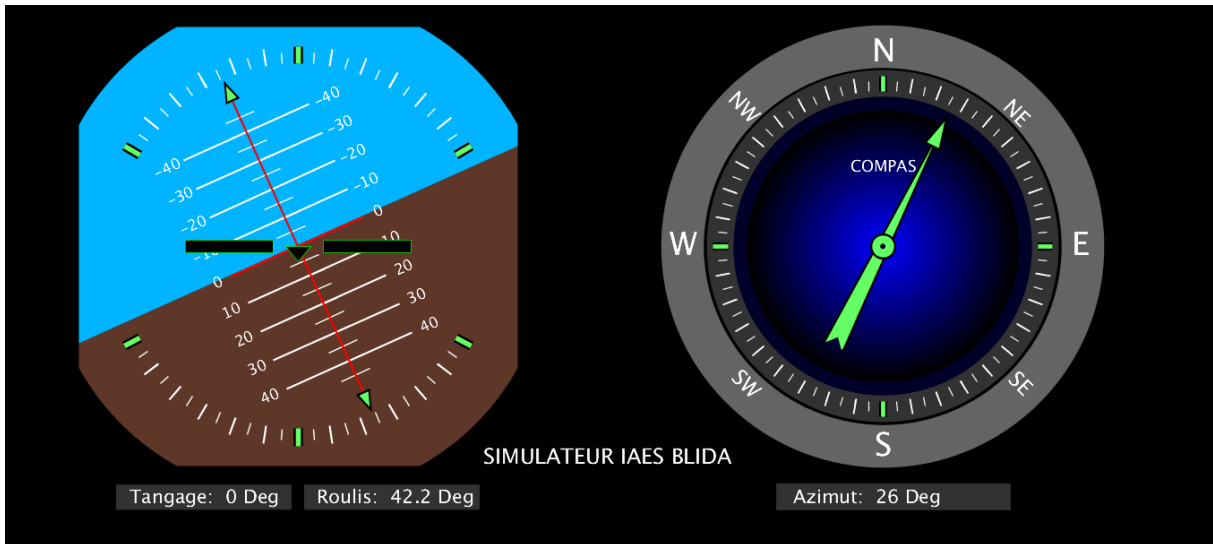 -40
-40
-30
-30
-20
-20
-10
-10
0
0
10
10
20
20
30
30
40
40
N
NW
NE
COMPAS
W
E
SW
SE
S
SIMULATEUR IAES BLIDA
Tangage: 0 Deg
Roulis: 42.2 Deg
Azimut: 26 Deg